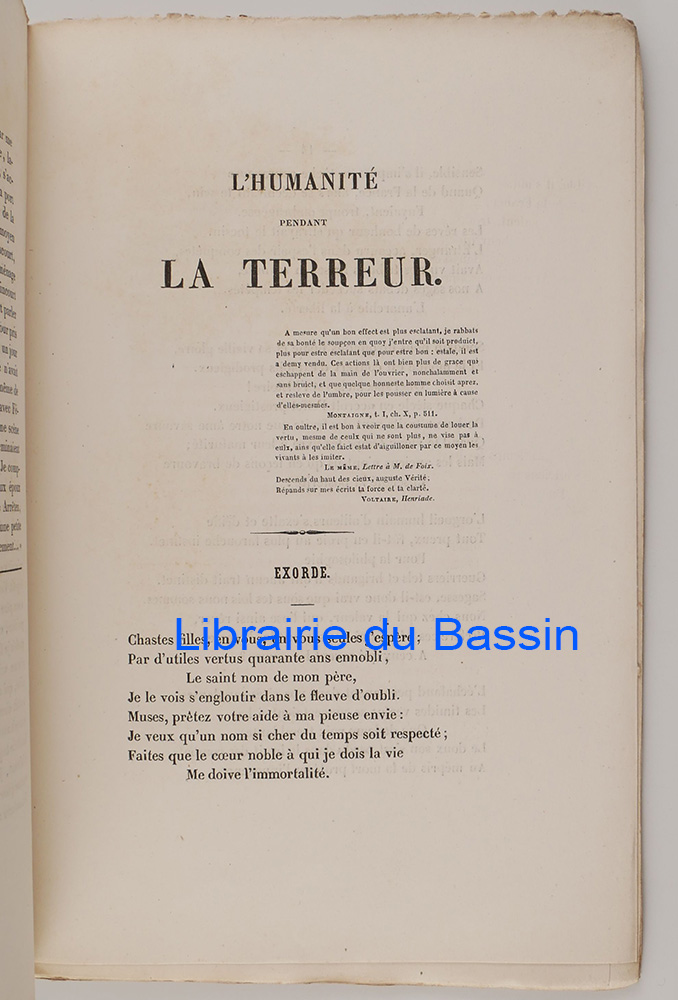 L'HUMANITÉ
PENDANT
LA TERREUR.
A mesure qu'un bon effect est plus esclatant, je rabbats
de sa bonté le soupçon en quoy j'entre qu'il soit produict,
plus pour estre esclatant que pour estre bon : estale, il est
a demy vendu. Ces actions là ont bien plus de grace qui
eschappent de la main de l'ouvrier, nonchalamment et
sans bruict, et que quelque honneste homme choisit aprez,
et resleve de l'ombre, pour les pousser en lumière à cause
d'elles-mesmes.
MONTAIGNE, t. I, ch. X, p. 511.
En oultre, il est bon à veoir que la coustume de louer la
vertu, mesme de ceulx qui ne sont plus, ne vise pas à
eulx, ains qu'elle faict estat d'aiguillonner par ce moyen les
vivants à les imiter.
LE MÊME, Lettre à M. de Foix.
Descends du haut des cieux, auguste Vérité;
Répands sur mes écrits ta force et ta clarté.
VOLTAIRE, Henriade.
EXORDE.
Chastes filles, en vous, en vous seules j'espère;
Librairie du Bassin
Par d'utiles vertus quarante ans ennobli,
Le saint nom de mon père,
Je le vois s'engloutir dans le fleuve d'oubli.
Muses, prêtez votre aide à ma pieuse envie:
Je veux qu'un nom si cher du temps soit respecté;
Faites que le cœur noble à qui je dois la vie
Me doive l'immortalité.